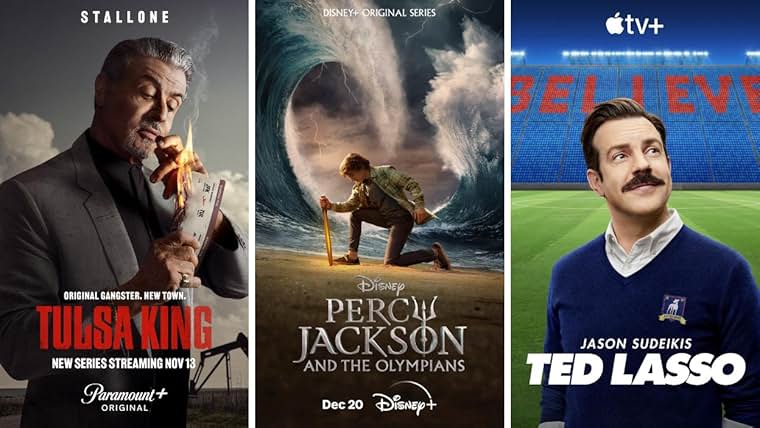 STALLONE
ORIGINAL GANGSTER. NEW TOWN.
TULSA KING
NEW SERIES STREAMING NOV 13
Paramount+
ORIGINAL
DISNEY+ ORIGINAL SERIES
Disney
PERCY
JACKSON
AND THE OLYMPIANS
Dec 20 Disney+
tv+
BELIEVE
JASON SUDEIKIS
TED LASSO